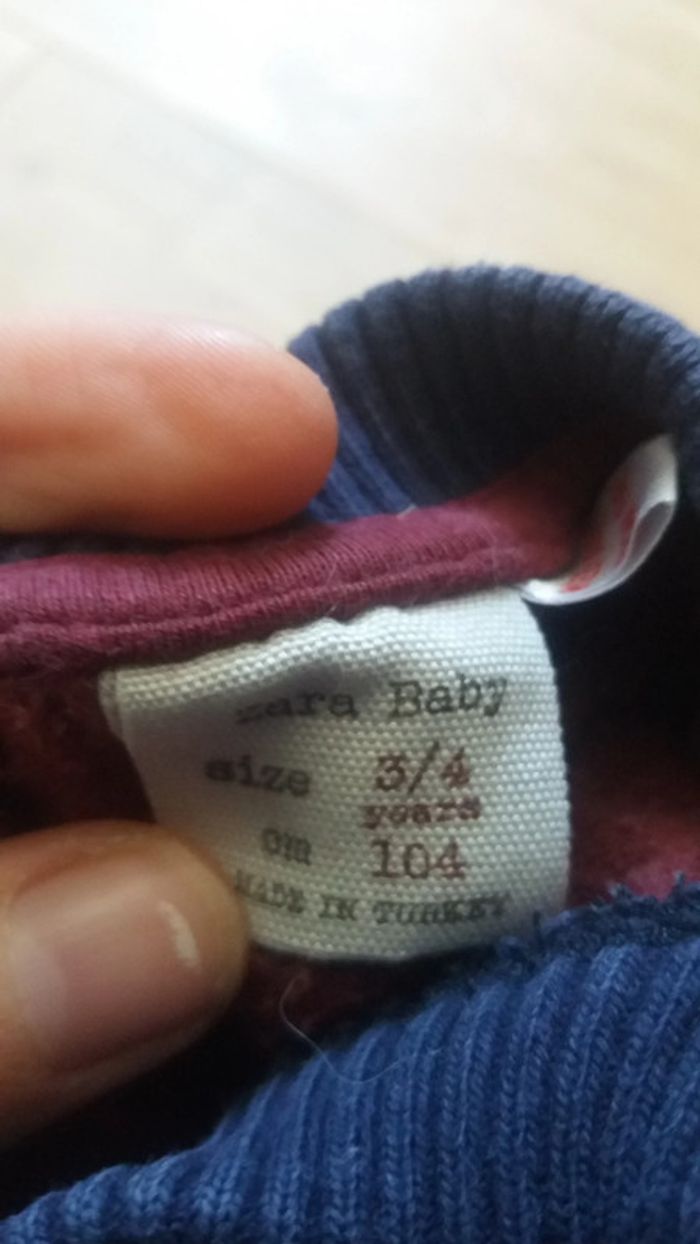 zara Baby
size 3/4
years
cm 104
MADE IN TURKEY